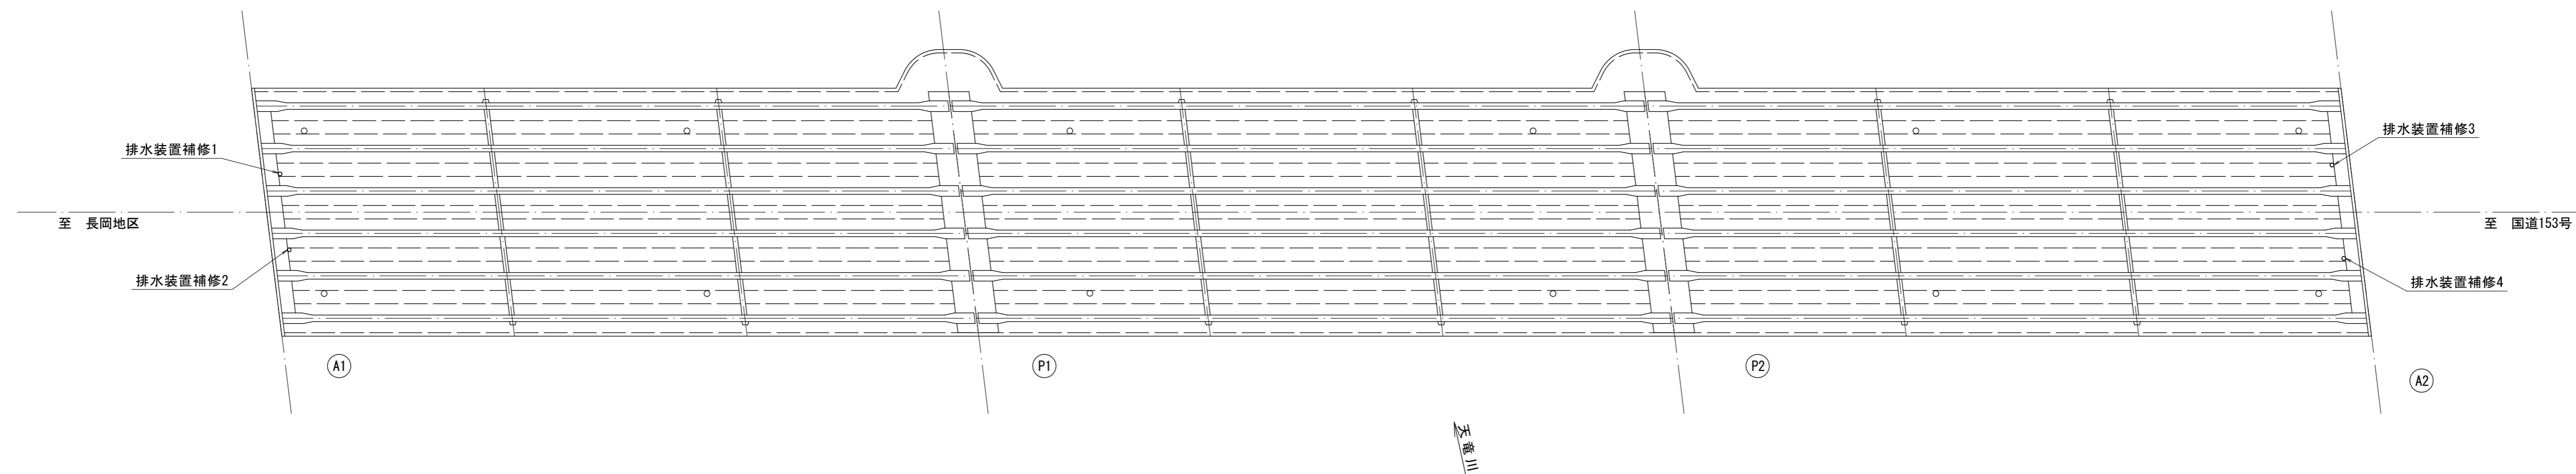 排水装置補修1
排水装置補修3
至　長岡地区
至　国道153号
排水装置補修2
排水装置補修4
A1
P1
P2
A2
天竜川